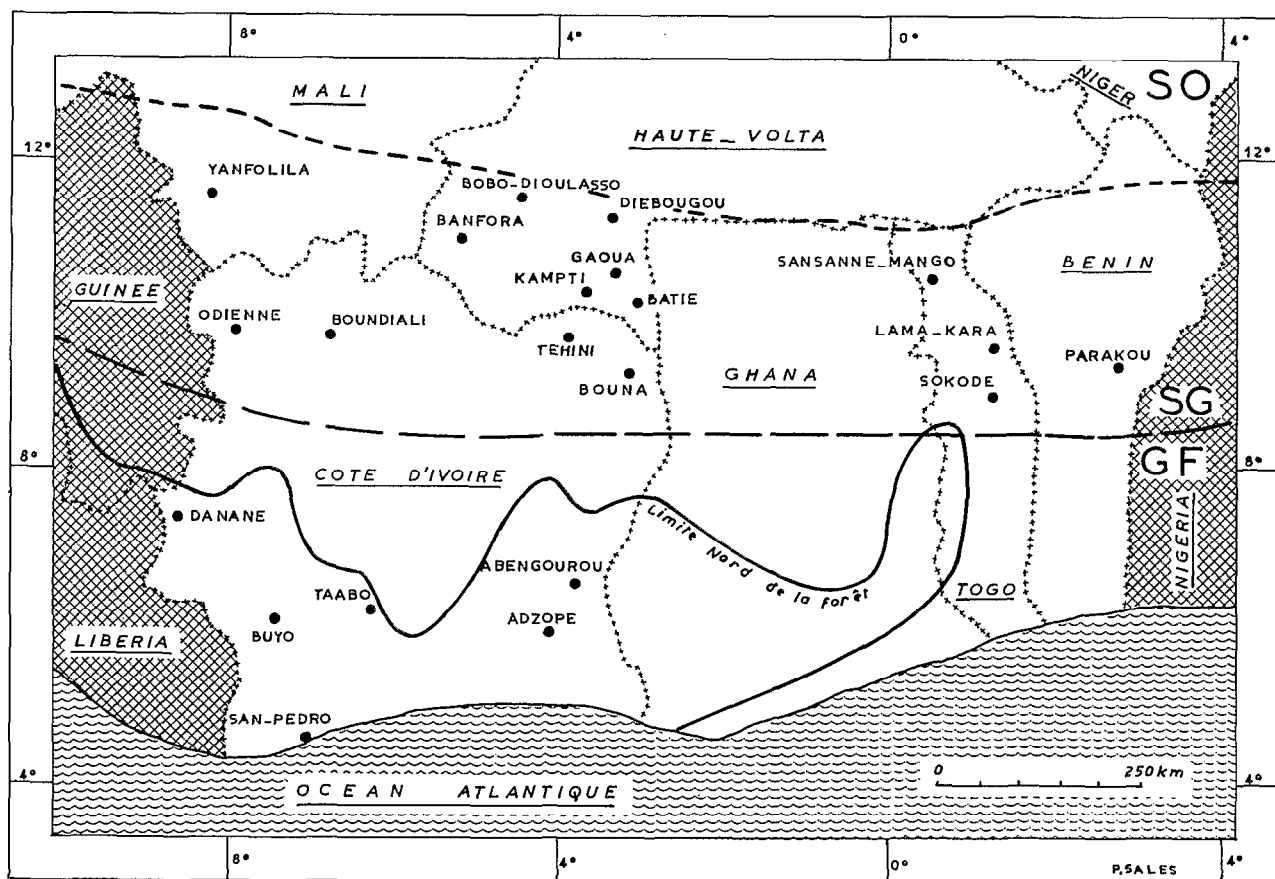 8°
4°
0°
4°
MALI
NIGER
SO
HAUTE_VOLTA
12°
12°
YANFOLILA
BOBO-DIOULASSO
DIEBOUGOU
BANFORA
GAOUA
SANSANNE_MANGO
BENIN
KAMPTI
GUINEE
BATIE
ODIENNE
BOUNDIALI
LAMA_KARA
TEHINI
PARAKOU
BOUNA
GHANA
SOKODE
SG
8°
COTE D'IVOIRE
GF
8°
DANANE
Limite Nord de la forêt
NIGERIA
ABENGOUROU
TAABO
TOGO
BUYO
ADZOPE
LIBERIA
SAN_PEDRO
4°
0
250km
4°
OCEAN ATLANTIQUE
8°
4°
0°
4°
P.SALES